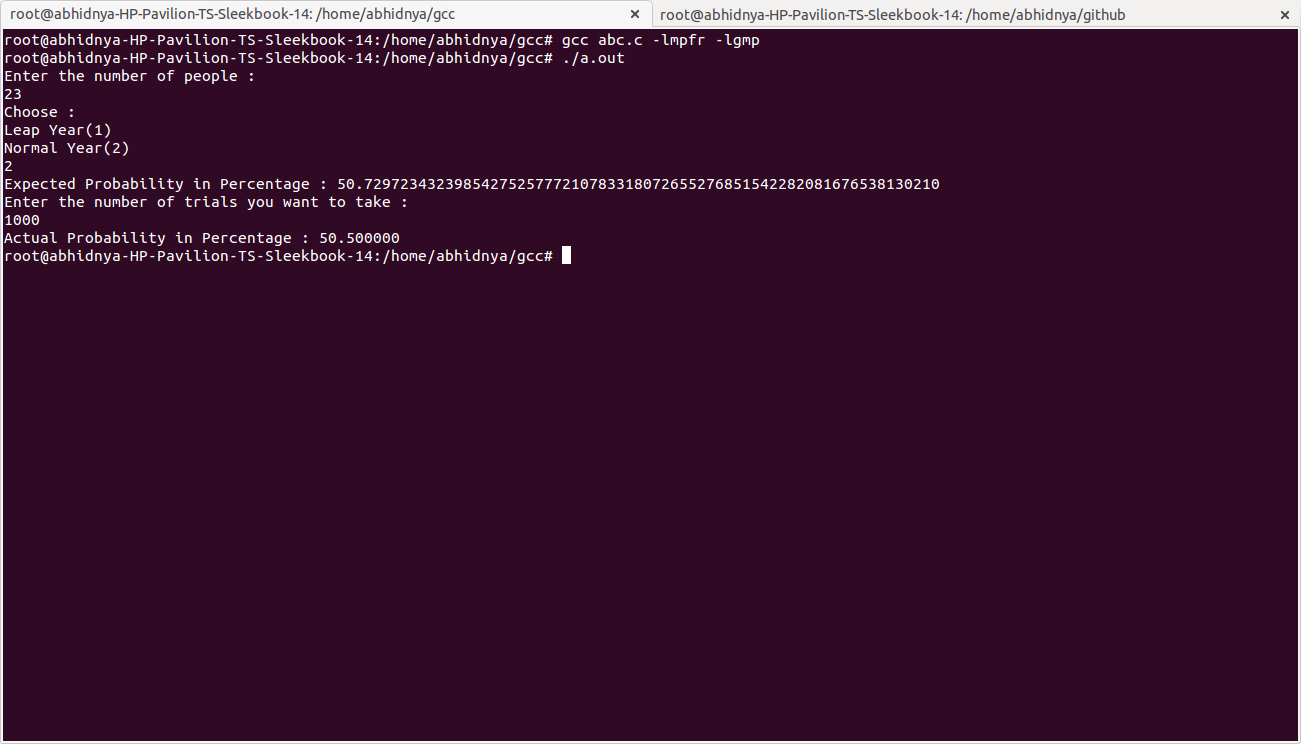 root@abhidnya-HP-Pavilion-TS-Sleekbook-14: /home/abhidnya/gcc ×
root@abhidnya-HP-Pavilion-TS-Sleekbook-14: /home/abhidnya/github ×
root@abhidnya-HP-Pavilion-TS-Sleekbook-14:/home/abhidnya/gcc# gcc abc.c -lmpfr -lgmp
root@abhidnya-HP-Pavilion-TS-Sleekbook-14:/home/abhidnya/gcc# ./a.out
Enter the number of people :
23
Choose :
Leap Year(1)
Normal Year(2)
2
Expected Probability in Percentage : 50.7297234323985427525777210783318072655276851542282081676538130210
Enter the number of trials you want to take :
1000
Actual Probability in Percentage : 50.500000
root@abhidnya-HP-Pavilion-TS-Sleekbook-14:/home/abhidnya/gcc#